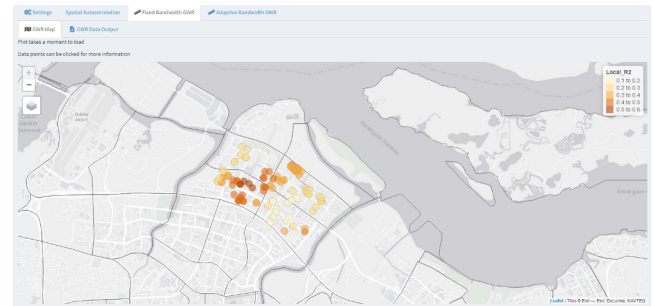 Settings
Spatial Autocorrelation
Fixed Bandwidth GWR
Adaptive Bandwidth GWR
GWR Map
GWR Data Output
Plot takes a moment to load
Data points can be clicked for more information
+
−
Local_R2
0.1 to 0.2
0.2 to 0.3
0.3 to 0.4
0.4 to 0.5
0.5 to 0.6
Leaflet | Tiles © Esri — Esri, DeLorme, NAVTEQ